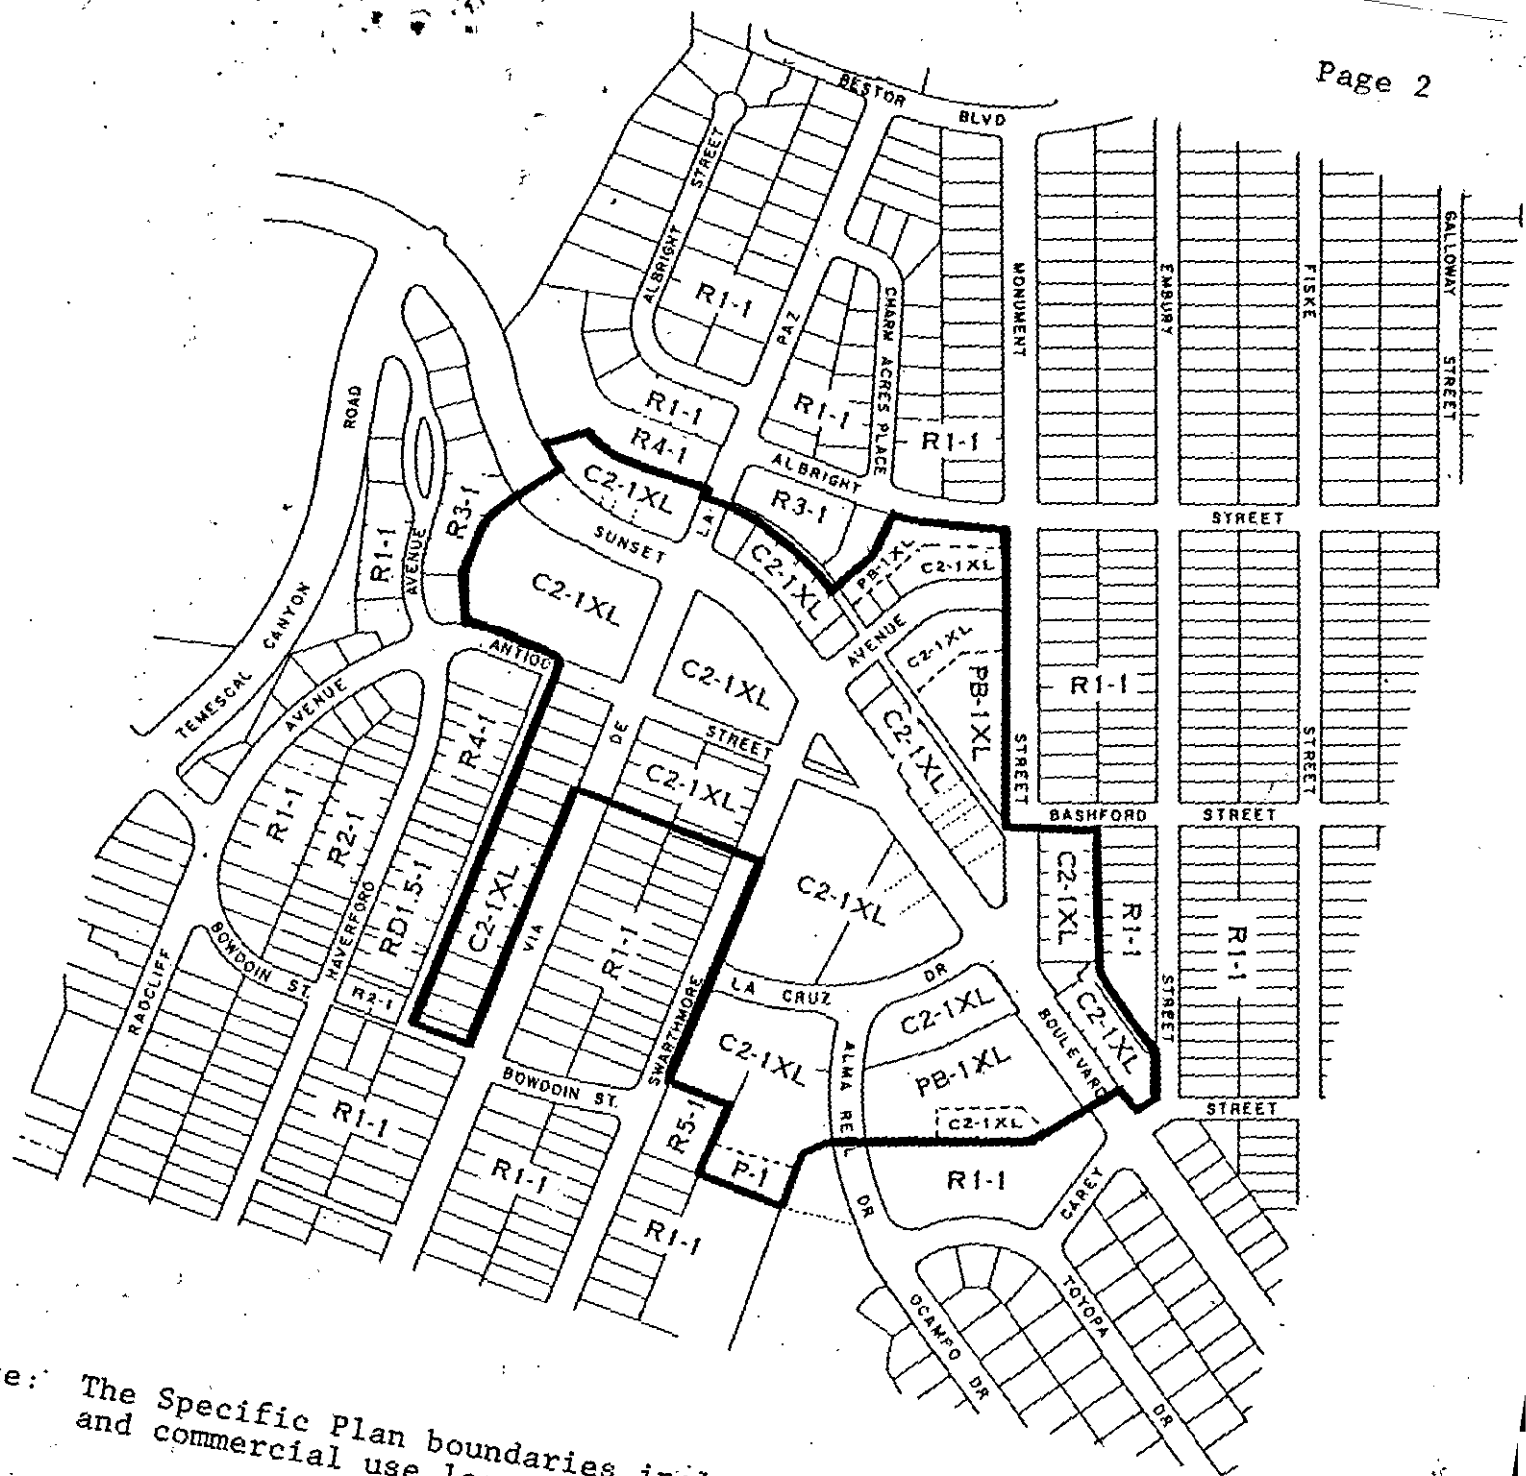 Page 2
BESTOR
BLVD
STREET
ALBRIGHT
R1-1
PAZ
CHARM ACRES PLACE
MONUMENT
EMBURY
FISKE
GALLOWAY
STREET
ROAD
R1-1
R4-1
R1-1
R1-1
ALBRIGHT
STREET
C2-1XL
R3-1
LA
R3-1
R1-1
AVENUE
SUNSET
C2-1XL
C2-1XL
PB-1XL
C2-1XL
AVENUE
C2-1XL
PB-1XL
R1-1
TEMESCAL CANYON
ANTIOC
C2-1XL
AVENUE
R4-1
DE
STREET
C2-1XL
C2-1XL
STREET
STREET
BASHFORD
STREET
R1-1
R2-1
RD1.5-1
HAVERFORD
C2-1XL
VIA
R1-1
C2-1XL
C2-1XL
R1-1
R1-1
BOWDOIN ST.
R2-1
RADCLIFF
SWARTHMORE
LA CRUZ
DR
C2-1XL
C2-1XL
BOULEVARD
STREET
C2-1XL
ALMA REL
PB-1XL
C2-1XL
STREET
BOWDOIN ST.
R1-1
R5-1
P-1
R1-1
R1-1
R1-1
DR
CAREY
OCAMPO DR
TOYOPA
DR
e: The Specific Plan boundaries
and commercial use